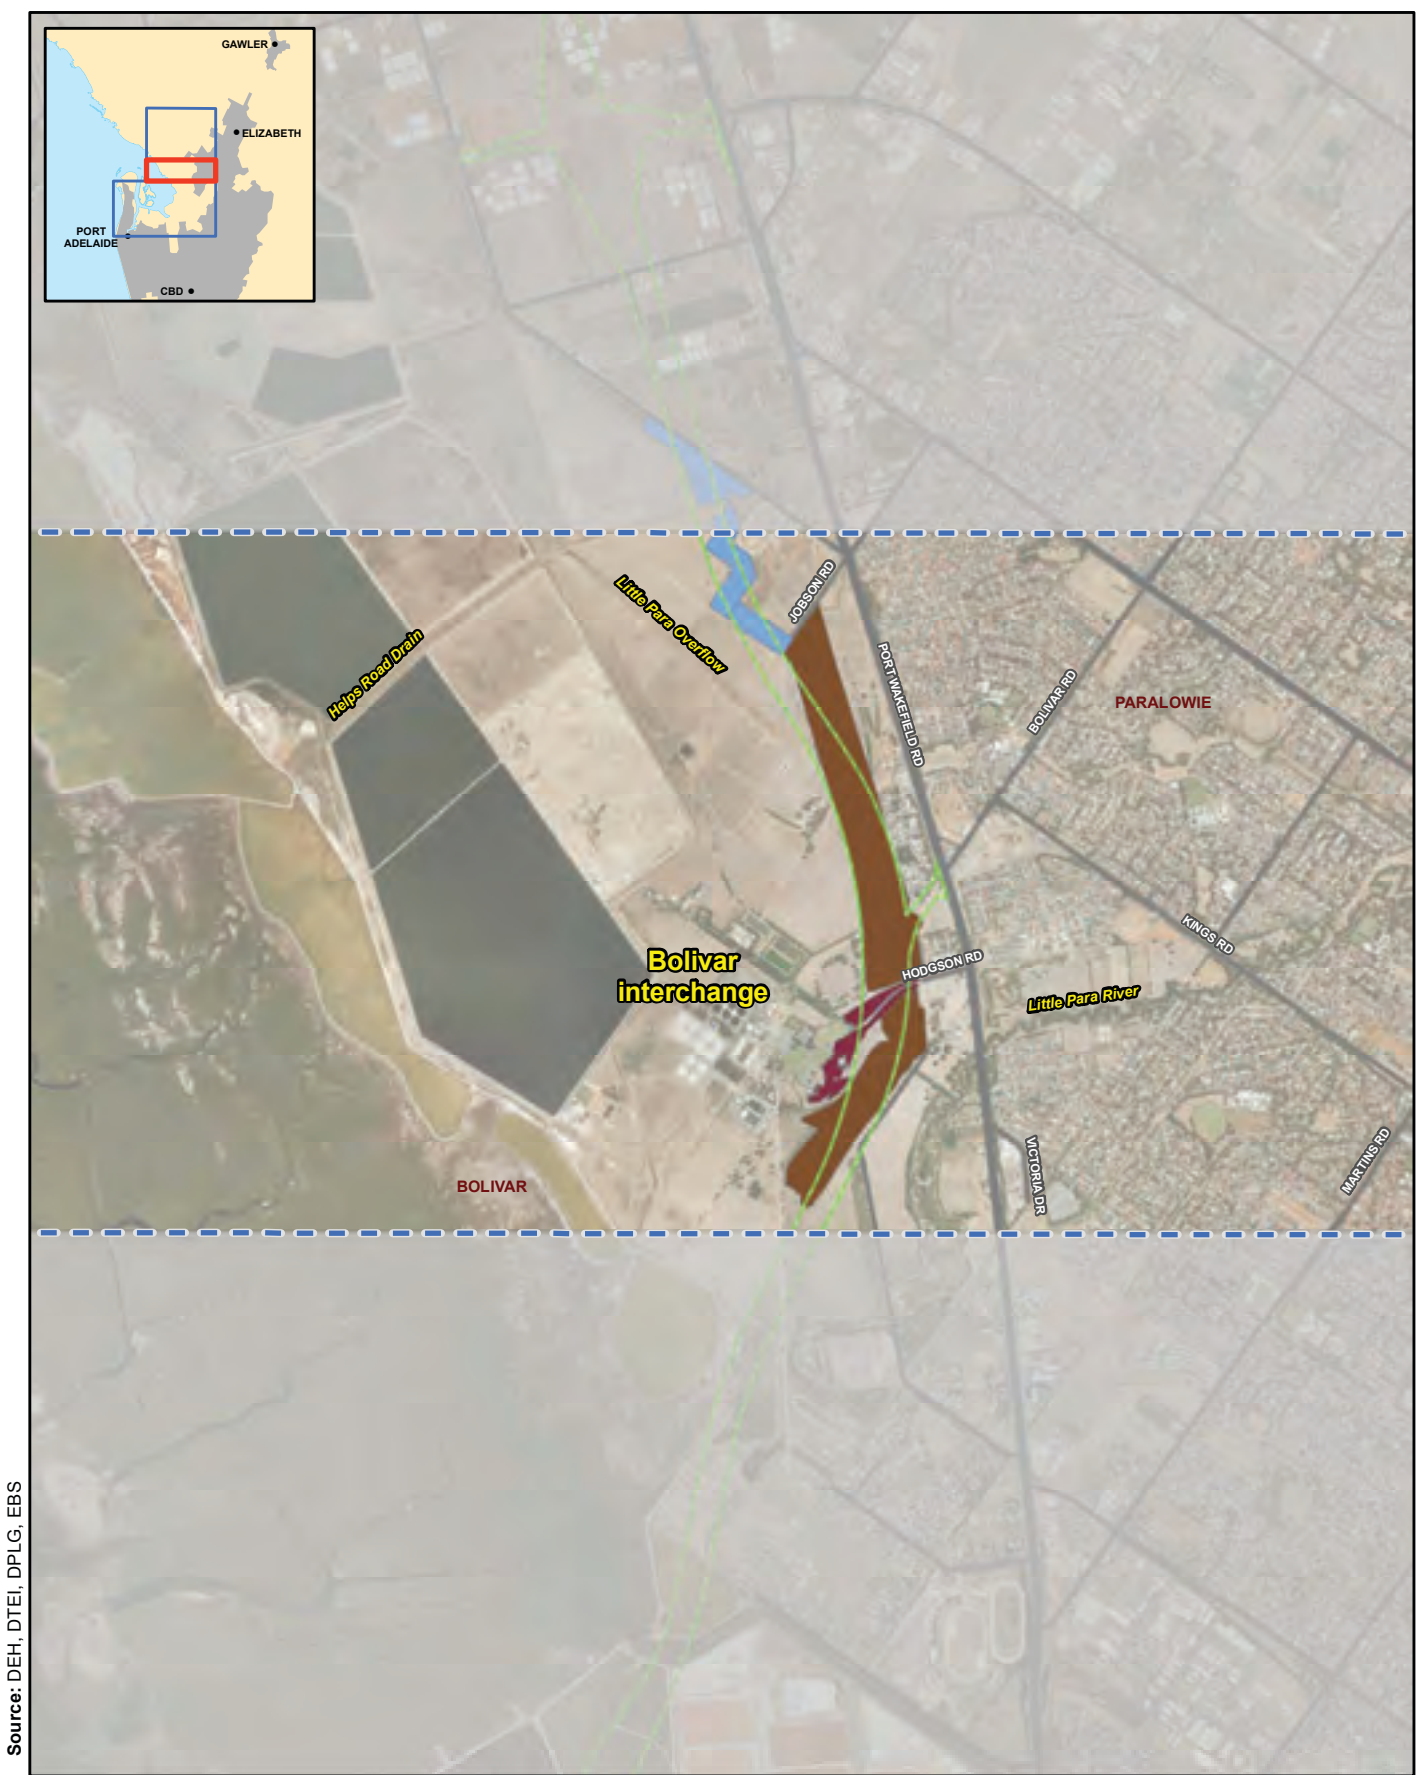 GAWLER
ELIZABETH
PORT
ADELAIDE
CBD
JOBSON RD
Little Para Overflow
Helps Road Drain
PORT WAKEFIELD RD
BOLIVAR RD
PARALOWIE
KINGS RD
Bolivar
interchange
HODGSON RD
Little Para River
VICTORIA DR
MARTINS RD
BOLIVAR
Source: DEH, DTEI, DPLG, EBS